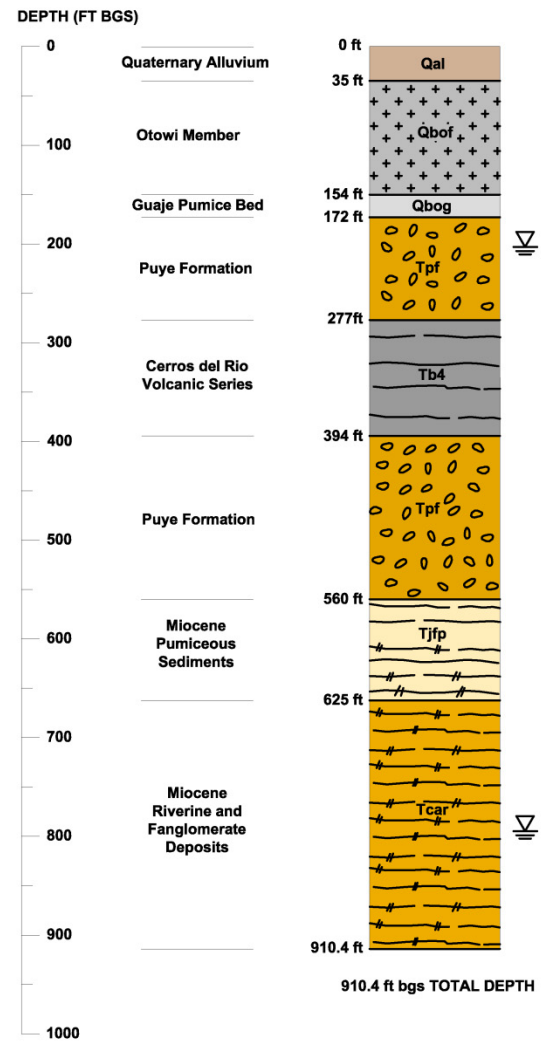 DEPTH (FT BGS)
0
100
200
300
400
500
600
700
800
900
1000
Quaternary Alluvium
Otowi Member
Guaje Pumice Bed
Puye Formation
Cerros del Rio
Volcanic Series
Puye Formation
Miocene
Pumiceous
Sediments
Miocene
Riverine and
Fanglomerate
Deposits
0 ft
35 ft
154 ft
172 ft
277ft
394 ft
560 ft
625 ft
910.4 ft
Qal
Qbof
Qbog
Tpf
Tb4
Tpf
Tjfp
Tcar
910.4 ft bgs TOTAL DEPTH